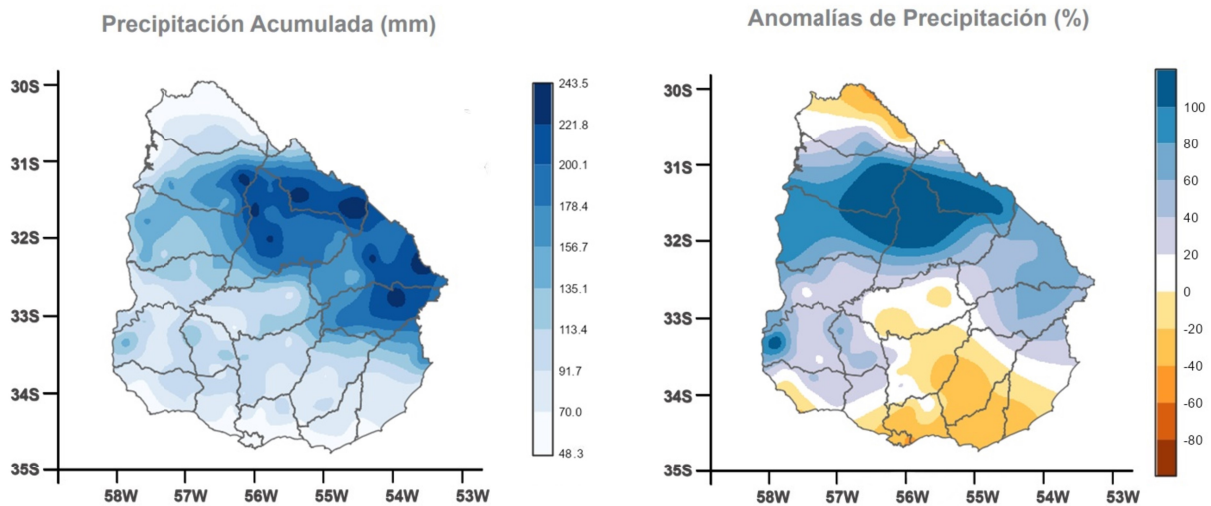 Precipitación Acumulada (mm)
30S
31S
32S
33S
34S
35S
58W
57W
56W
55W
54W
53W
243.5
221.8
200.1
178.4
156.7
135.1
113.4
91.7
70.0
48.3
Anomalías de Precipitación (%)
30S
31S
32S
33S
34S
35S
58W
57W
56W
55W
54W
53W
100
80
60
40
20
0
-20
-40
-60
-80